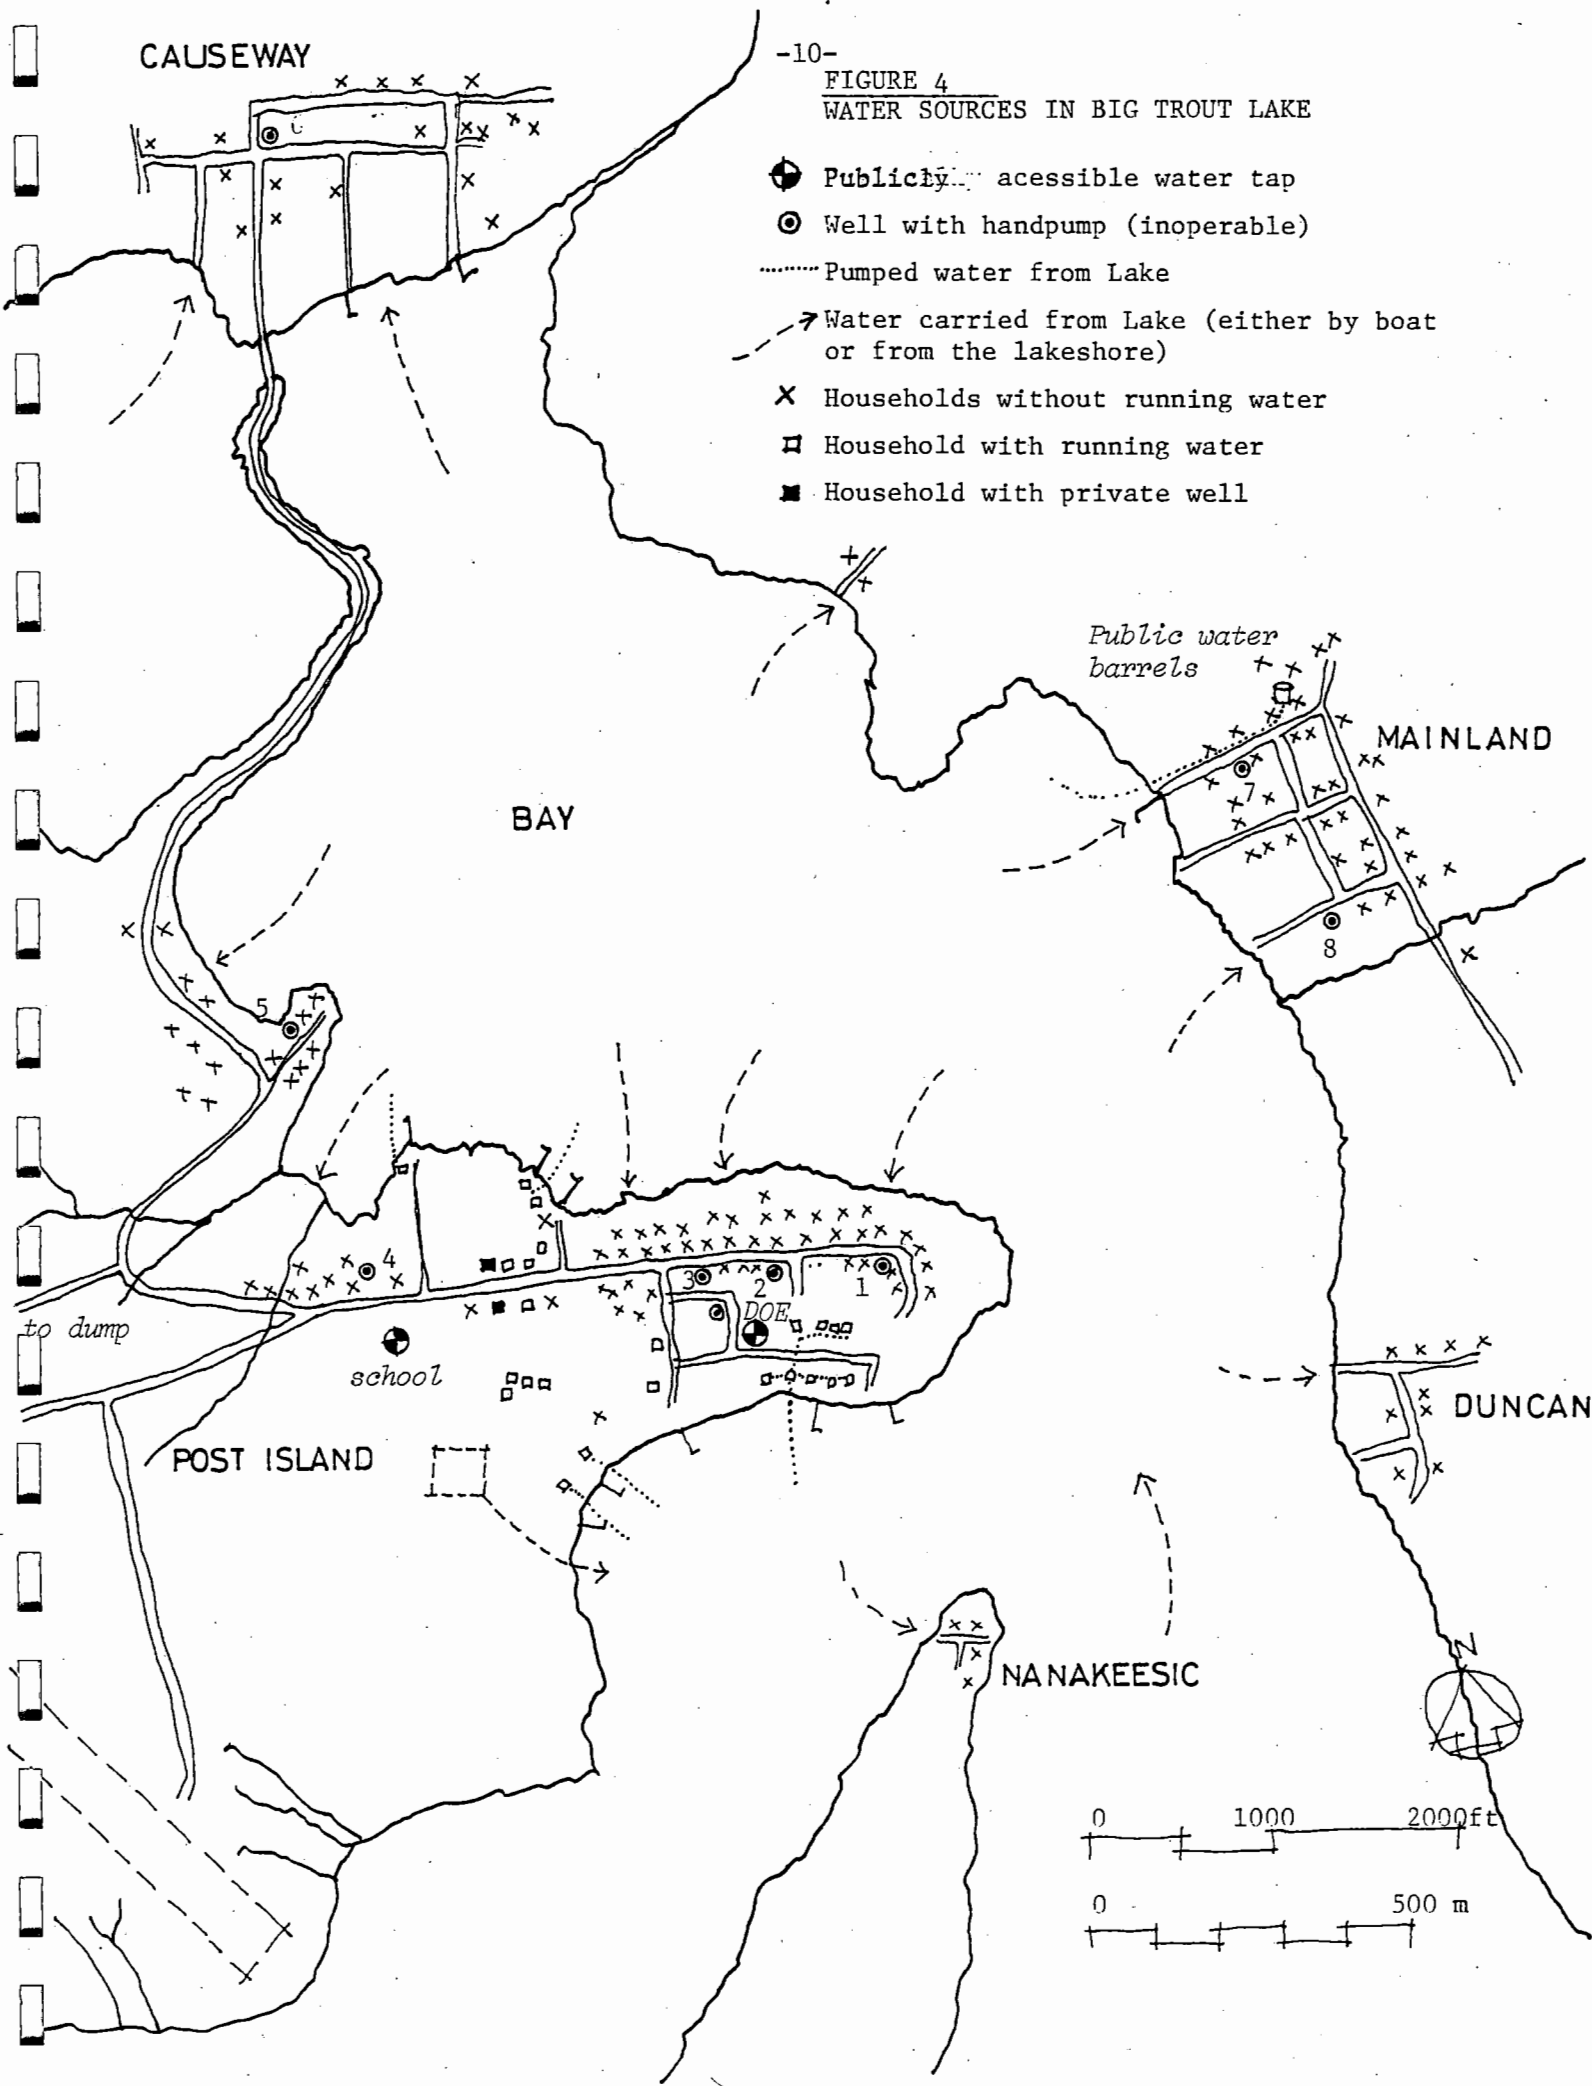 -10-
FIGURE 4
WATER SOURCES IN BIG TROUT LAKE
Publicly acessible water tap
Well with handpump (inoperable)
Pumped water from Lake
Water carried from Lake (either by boat
or from the lakeshore)
Households without running water
Household with running water
Household with private well
CAUSEWAY
Public water
barrels
MAINLAND
7
BAY
8
5
4
3
2
1
DOE
to dump
school
DUNCAN
POST ISLAND
NANAKEESIC
N
0 1000 2000ft
0 500 m